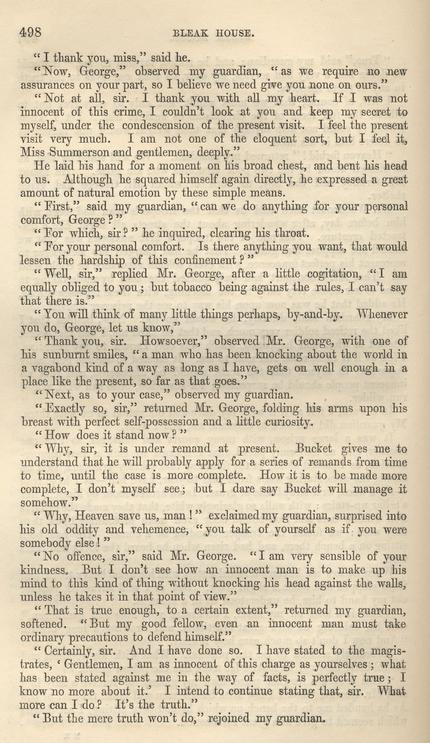 498 BLEAK HOUSE.
"I thank you, miss," said he.
"Now, George," observed my guardian, "as we require no new
assurances on your part, so I believe we need give you none on ours."
"Not at all, sir. I thank you with all my heart. If I was not
innocent of this crime, I couldn't look at you and keep my secret to
myself, under the condescension of the present visit. I feel the present
visit very much. I am not one of the eloquent sort, but I feel it,
Miss Summerson and gentlemen, deeply."
He laid his hand for a moment on his broad chest, and bent his head
to us. Although he squared himself again directly, he expressed a great
amount of natural emotion by these simple means.
"First," said my guardian, "can we do anything for your personal
comfort, George?"
"For which, sir?" he inquired, clearing his throat.
"For your personal comfort. Is there anything you want, that would
lessen the hardship of this confinement?"
"Well, sir," replied Mr. George, after a little cogitation, "I am
equally obliged to you; but tobacco being against the rules, I can't say
that there is."
"You will think of many little things perhaps, by-and-by. Whenever
you do, George, let us know,"
"Thank you, sir. Howsoever," observed Mr. George, with one of
his sunburnt smiles, "a man who has been knocking about the world in
a vagabond kind of a way as long as I have, gets on well enough in a
place like the present, so far as that goes."
"Next, as to your case," observed my guardian.
"Exactly so, sir," returned Mr. George, folding his arms upon his
breast with perfect self-possession and a little curiosity.
"How does it stand now?"
"Why, sir, it is under remand at present. Bucket gives me to
understand that he will probably apply for a series of remands from time
to time, until the case is more complete. How it is to be made more
complete, I don't myself see; but I dare say Bucket will manage it
somehow."
"Why, Heaven save us, man!" exclaimed my guardian, surprised into
his old oddity and vehemence, "you talk of yourself as if you were
somebody else!"
"No offence, sir," said Mr. George. "I am very sensible of your
kindness. But I don't see how an innocent man is to make up his
mind to this kind of thing without knocking his head against the walls,
unless he takes it in that point of view."
"That is true enough, to a certain extent," returned my guardian,
softened. "But my good fellow, even an innocent man must take
ordinary precautions to defend himself."
"Certainly, sir. And I have done so. I have stated to the magis-
trates, 'Gentlemen, I am as innocent of this charge as yourselves; what
has been stated against me in the way of facts, is perfectly true; I
know no more about it.' I intend to continue stating that, sir. What
more can I do? It's the truth."
"But the mere truth won't do," rejoined my guardian.